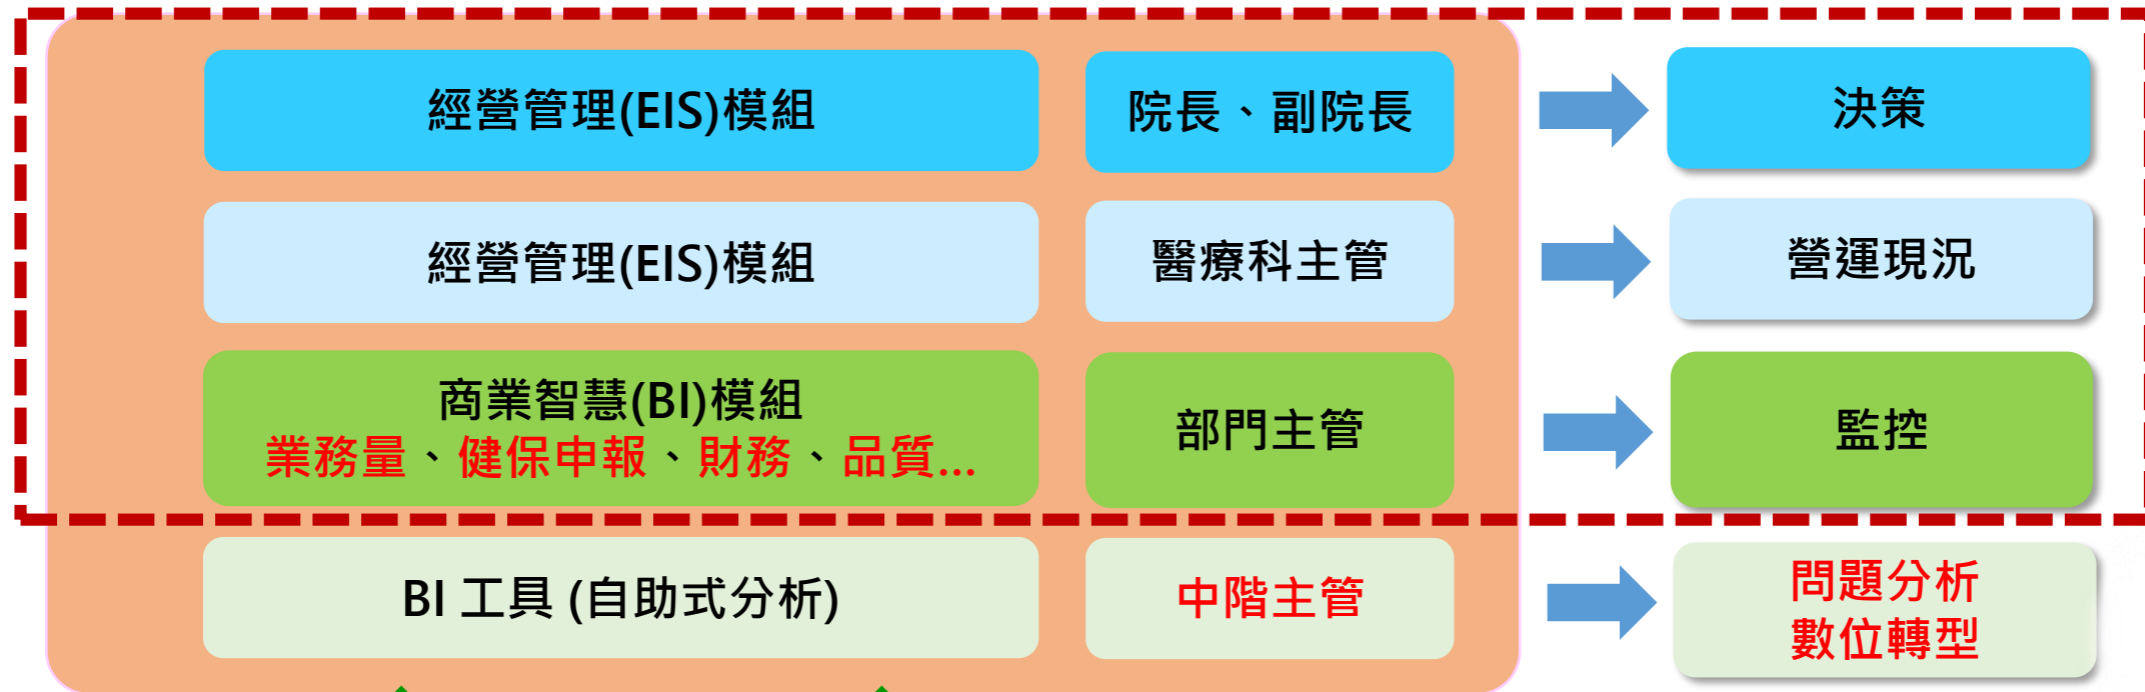 經營管理(EIS)模組
院長、副院長
決策
經營管理(EIS)模組
醫療科主管
營運現況
商業智慧(BI)模組
業務量、健保申報、財務、品質...
部門主管
監控
BI 工具 (自助式分析)
中階主管
問題分析
數位轉型